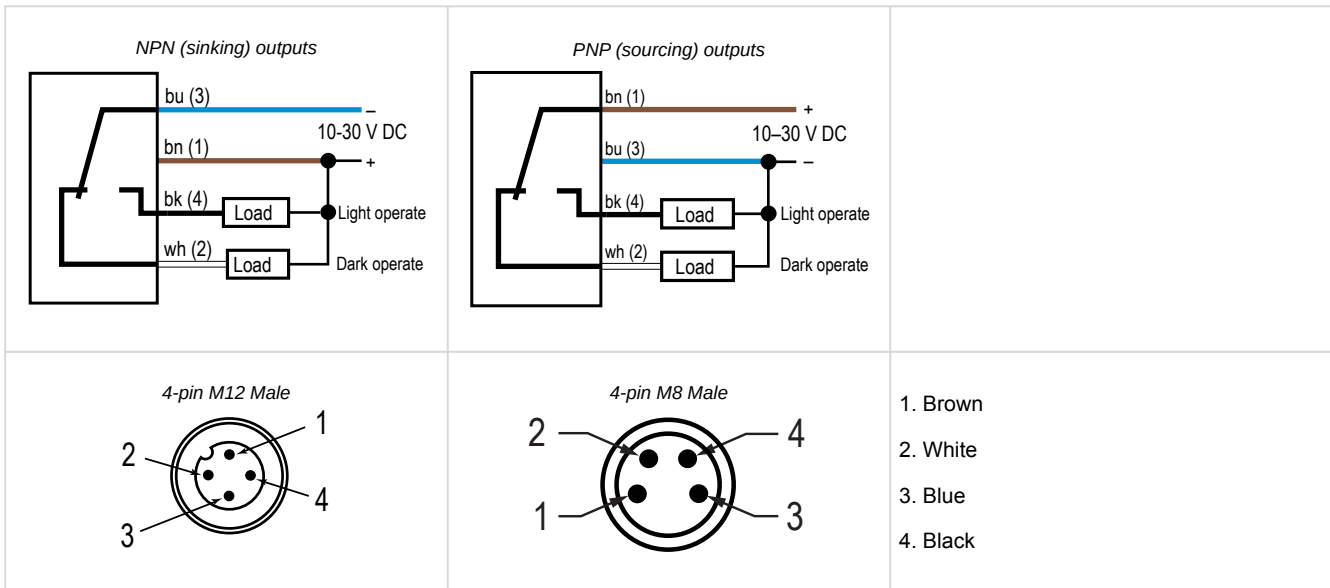 NPN (sinking) outputs
bu (3)
–
10-30 V DC
bn (1)
+
bk (4)
Load
Light operate
wh (2)
Load
Dark operate
PNP (sourcing) outputs
bn (1)
+
10–30 V DC
bu (3)
–
bk (4)
Load
Light operate
wh (2)
Load
Dark operate
4-pin M12 Male
1
2
4
3
4-pin M8 Male
2
4
1
3
1. Brown
2. White
3. Blue
4. Black